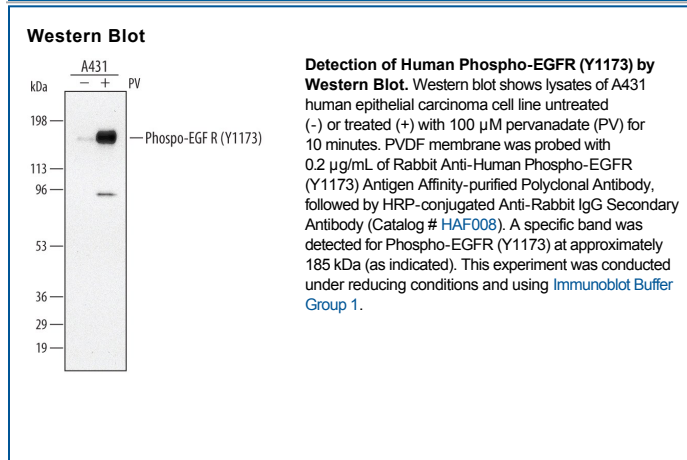 Western Blot
A431
kDa
– + PV
198
Phospo-EGF R (Y1173)
113
96
53
36
29
19
Detection of Human Phospho-EGFR (Y1173) by
Western Blot. Western blot shows lysates of A431
human epithelial carcinoma cell line untreated
(-) or treated (+) with 100 µM pervanadate (PV) for
10 minutes. PVDF membrane was probed with
0.2 µg/mL of Rabbit Anti-Human Phospho-EGFR
(Y1173) Antigen Affinity-purified Polyclonal Antibody,
followed by HRP-conjugated Anti-Rabbit IgG Secondary
Antibody (Catalog # HAF008). A specific band was
detected for Phospho-EGFR (Y1173) at approximately
185 kDa (as indicated). This experiment was conducted
under reducing conditions and using Immunoblot Buffer
Group 1.